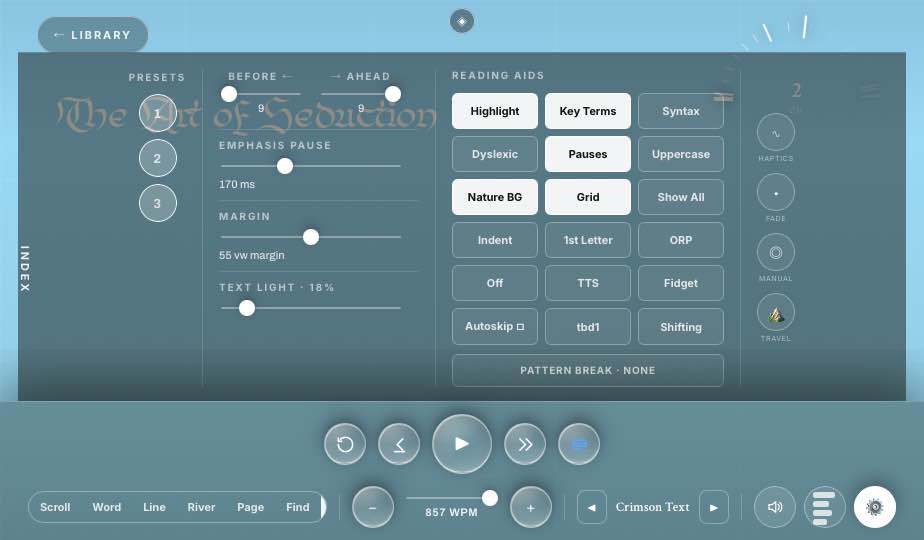 ← LIBRARY
PRESETS
1
2
3
BEFORE ←
→ AHEAD
9
9
The Art of Seduction
EMPHASIS PAUSE
170 ms
MARGIN
55 vw margin
TEXT LIGHT · 18%
READING AIDS
Highlight
Key Terms
Syntax
Dyslexic
Pauses
Uppercase
Nature BG
Grid
Show All
Indent
1st Letter
ORP
Off
TTS
Fidget
Autoskip
tbd1
Shifting
PATTERN BREAK · NONE
2
HAPTICS
FADE
MANUAL
TRAVEL
INDEX
Scroll
Word
Line
River
Page
Find
−
857 WPM
+
◄
Crimson Text
►